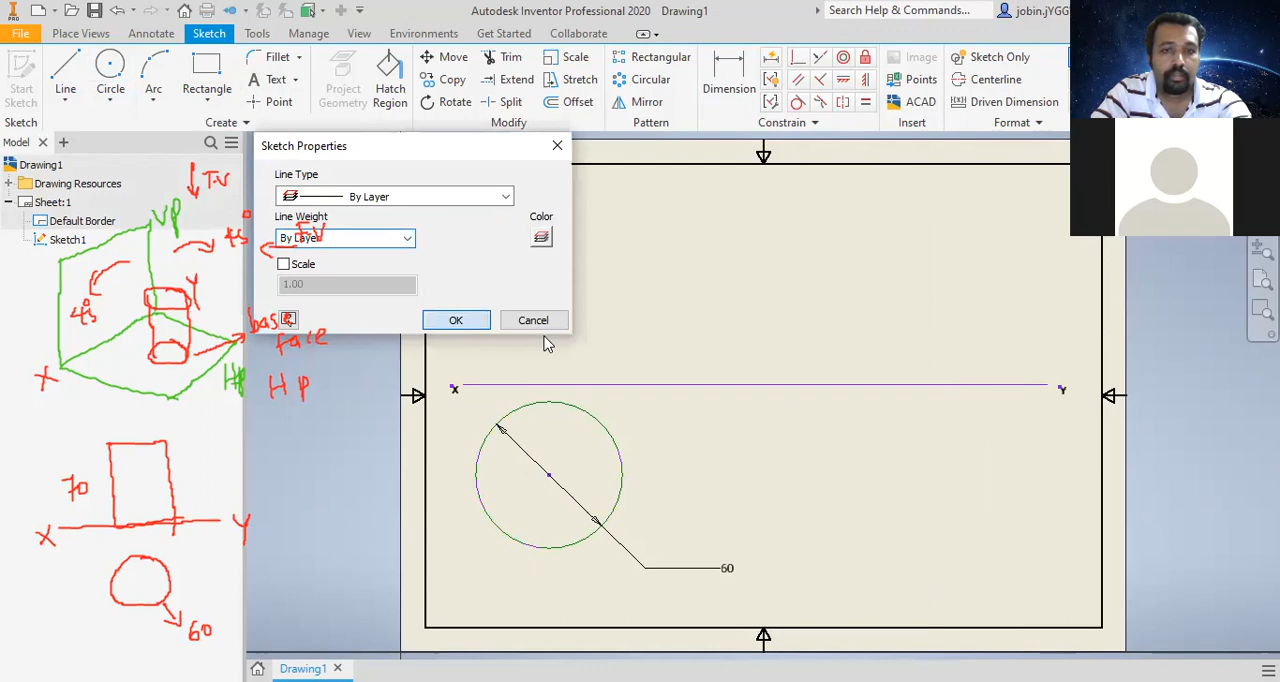 PRO
Autodesk Inventor Professional 2020 Drawing1
Search Help & Commands...
jobin.jYGG
File Place Views Annotate Sketch Tools Manage View Environments Get Started Collaborate
Start Sketch
Line
Circle
Arc
Rectangle
Fillet
Text
Point
Project Geometry
Hatch Region
Move
Copy
Rotate
Trim
Extend
Split
Scale
Stretch
Offset
Rectangular
Circular
Mirror
Dimension
Image
Points
ACAD
Sketch Only
Centerline
Driven Dimension
Sketch Create Modify Pattern Constrain Insert Format
Model
Drawing1
Drawing Resources
Sheet:1
Default Border
Sketch1
Sketch Properties
Line Type
By Layer
Line Weight
By Layer
Color
Scale
1.00
OK Cancel
T.V
VP
45°
F.V
45°
Y
base
face
X
HP
HP
70
X Y
60
X Y
60
Drawing1